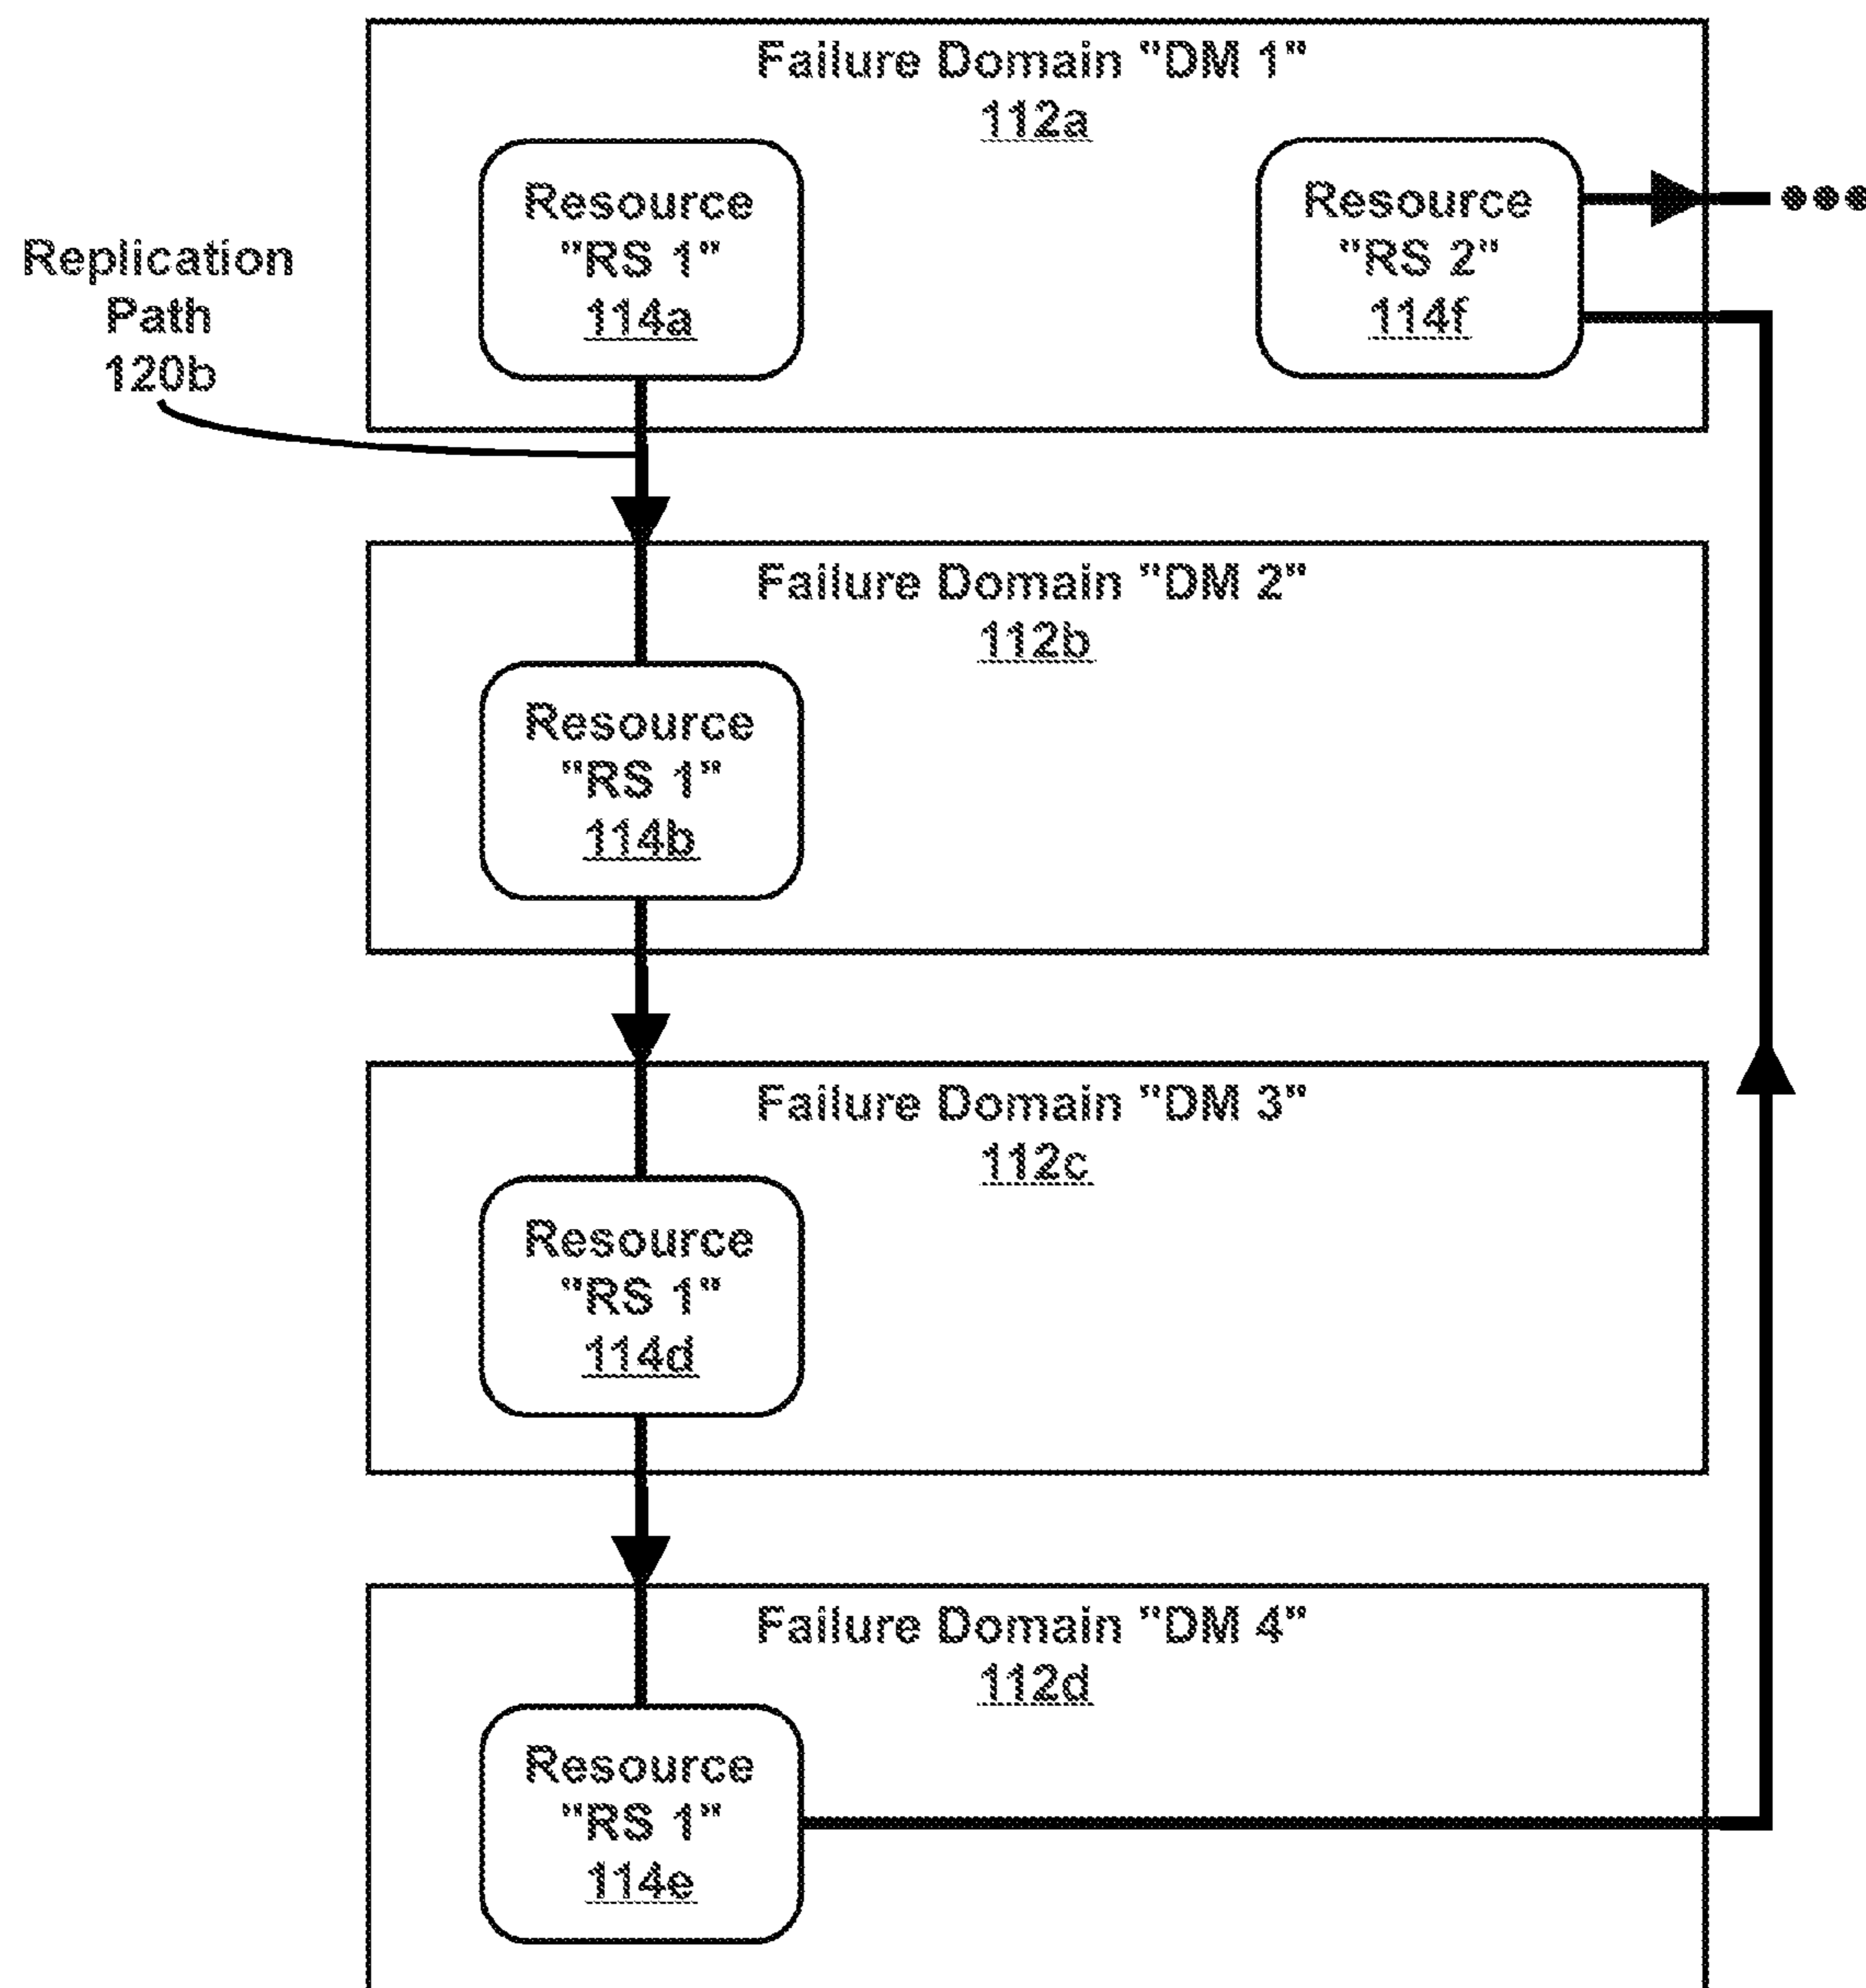 Failure Domain "DM 1"
112a
Resource
"RS 1"
114a
Resource
"RS 2"
114f
Replication
Path
120b
Failure Domain "DM 2"
112b
Resource
"RS 1"
114b
Failure Domain "DM 3"
112c
Resource
"RS 1"
114d
Failure Domain "DM 4"
112d
Resource
"RS 1"
114e